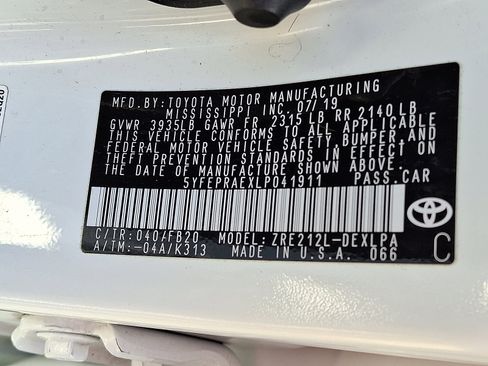 MFD.BY:TOYOTA MOTOR MANUFACTURING
MISSISSIPPI INC. 07/19
GVWR 3935LB GAWR FR 2315 LB RR 2140LB
THIS VEHICLE CONFORMS TO ALL APPLICABLE
FEDERAL MOTOR VEHICLE SAFETY,BUMPER,AND
THEFT PREVENTION STANDARDS IN EFFECT ON
THE DATE OF MANUFACTURE SHOWN ABOVE.
5YFEPRAEXLP041911 PASS.CAR
C/TR:040/FB20 MODEL:ZRE212L-DEXLPA
A/TM:-04A/K313 MADE IN U.S.A. 066
C